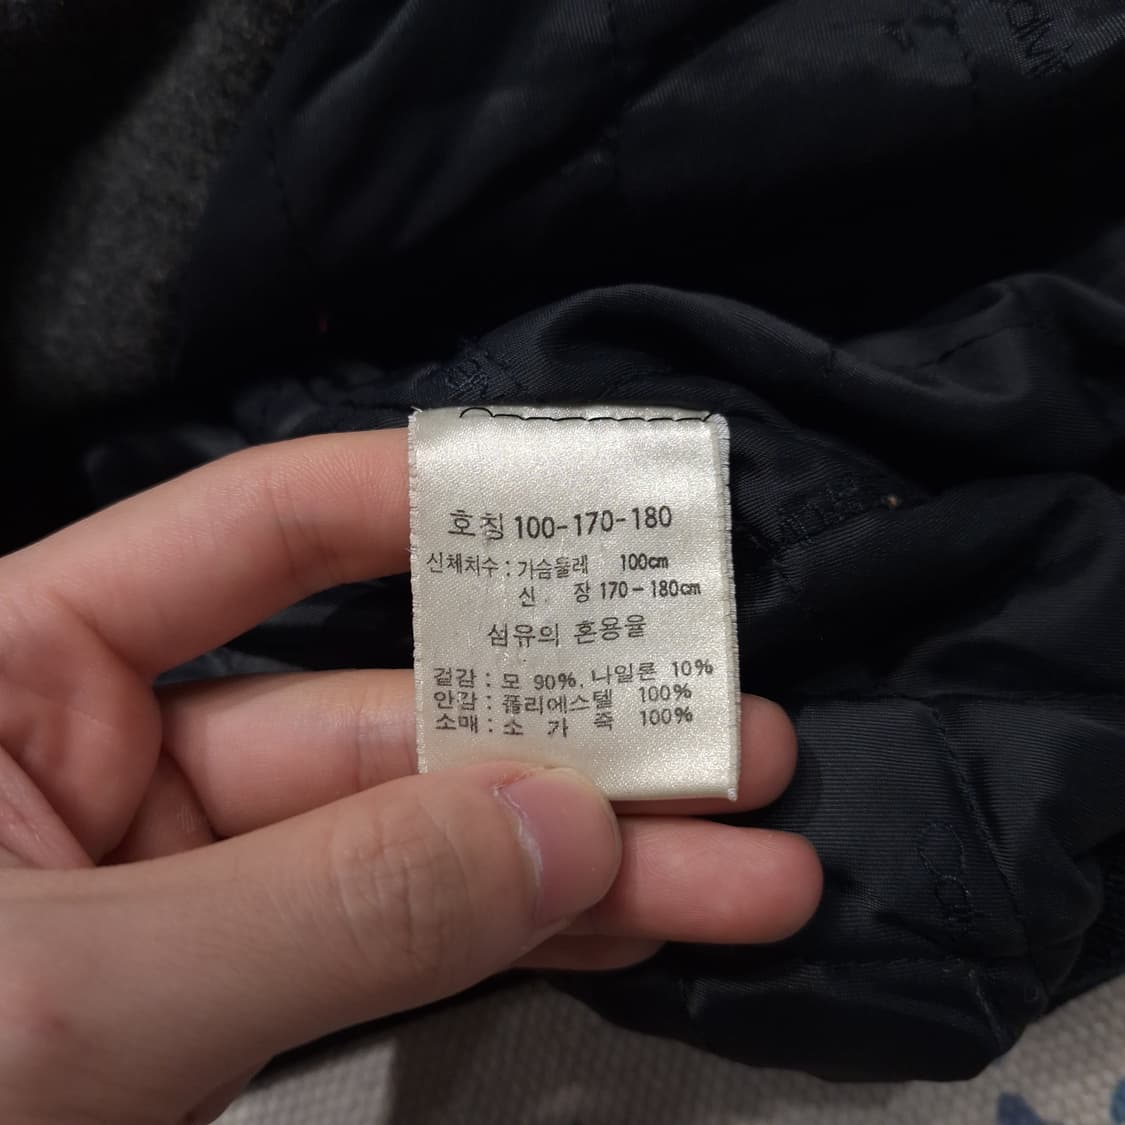 호칭 100-170-180
신체치수 : 가슴둘레 100cm
신. 장 170-180cm
섬유의 혼용율
겉감 : 모 90%, 나일론 10%
안감 : 폴리에스텔 100%
소매 : 소 가 죽 100%